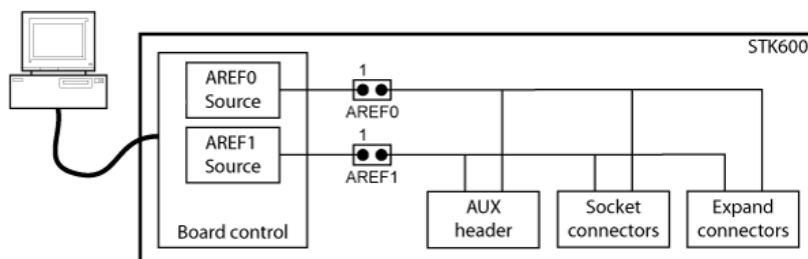 STK600
AREF0
Source
1
AREF0
AREF1
Source
1
AREF1
AUX
header
Socket
connectors
Expand
connectors
Board control